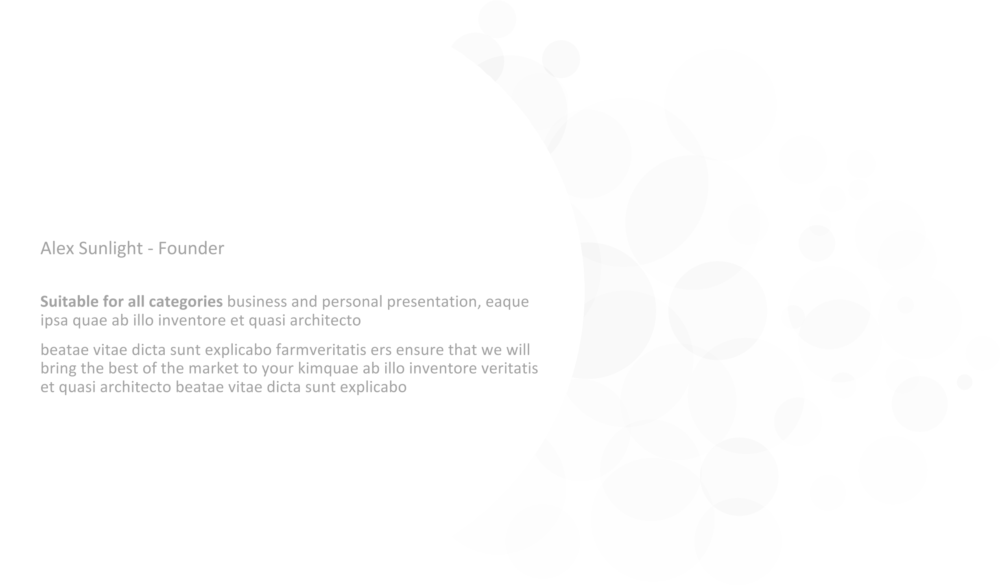 Alex Sunlight - Founder
Suitable for all categories business and personal presentation, eaque
ipsa quae ab illo inventore et quasi architecto
beatae vitae dicta sunt explicabo farmveritatis ers ensure that we will
bring the best of the market to your kimquae ab illo inventore veritatis
et quasi architecto beatae vitae dicta sunt explicabo